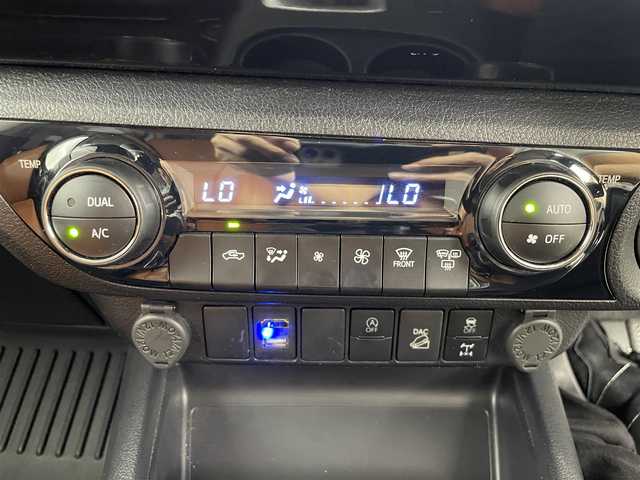 TEMP
DUAL
A/C
LO
LO
AUTO
OFF
TEMP
FRONT
OFF
DAC
OFF